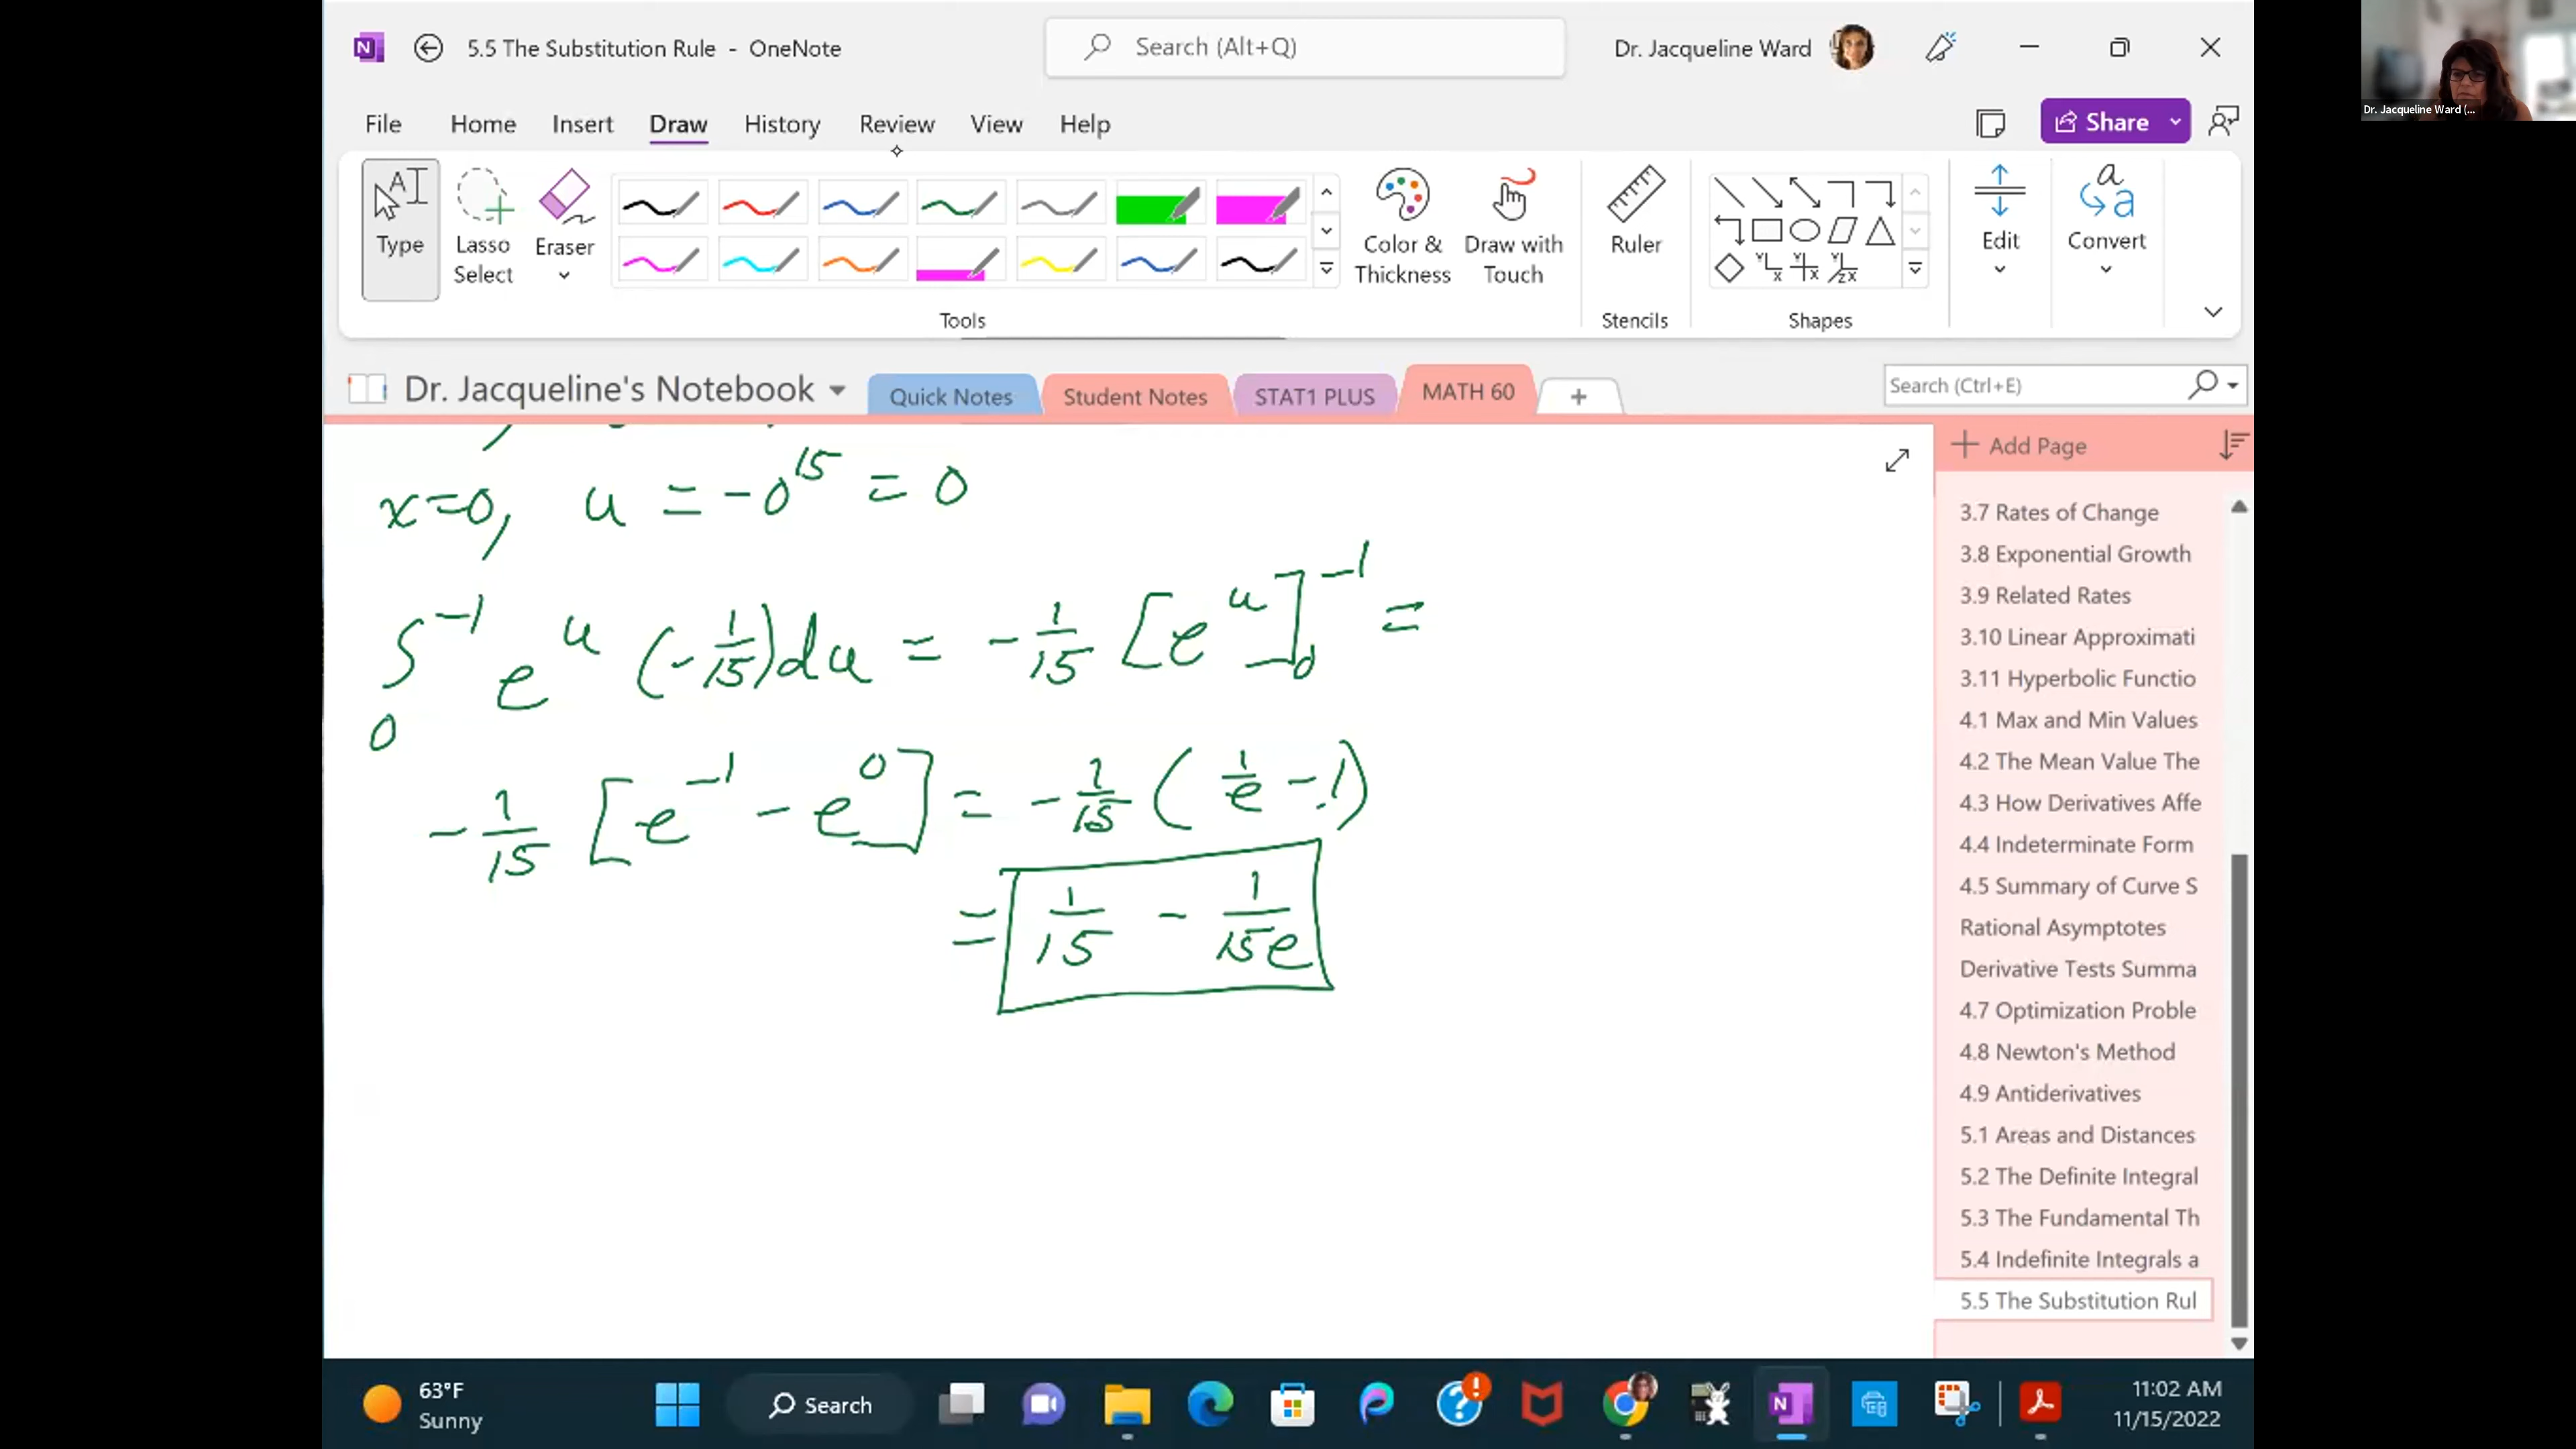 5.5 The Substitution Rule - OneNote
Search (Alt+Q)
Dr. Jacqueline Ward
Dr. Jacqueline Ward (...
File Home Insert Draw History Review View Help
Share
Type
Lasso Select
Eraser
Color & Thickness
Draw with Touch
Ruler
Edit
Convert
Tools
Stencils
Shapes
Dr. Jacqueline's Notebook
Quick Notes
Student Notes
STAT1 PLUS
MATH 60
+
Search (Ctrl+E)
x=0, u = -0^15 = 0
∫_0^-1 e^u (-1/15)du = -1/15 [e^u]_0^-1 =
-1/15 [e^-1 - e^0] = -1/15 (1/e - 1)
= 1/15 - 1/15e
Add Page
3.7 Rates of Change
3.8 Exponential Growth
3.9 Related Rates
3.10 Linear Approximati
3.11 Hyperbolic Functio
4.1 Max and Min Values
4.2 The Mean Value The
4.3 How Derivatives Affe
4.4 Indeterminate Form
4.5 Summary of Curve S
Rational Asymptotes
Derivative Tests Summa
4.7 Optimization Proble
4.8 Newton's Method
4.9 Antiderivatives
5.1 Areas and Distances
5.2 The Definite Integral
5.3 The Fundamental Th
5.4 Indefinite Integrals a
5.5 The Substitution Rul
63°F
Sunny
Search
11:02 AM
11/15/2022